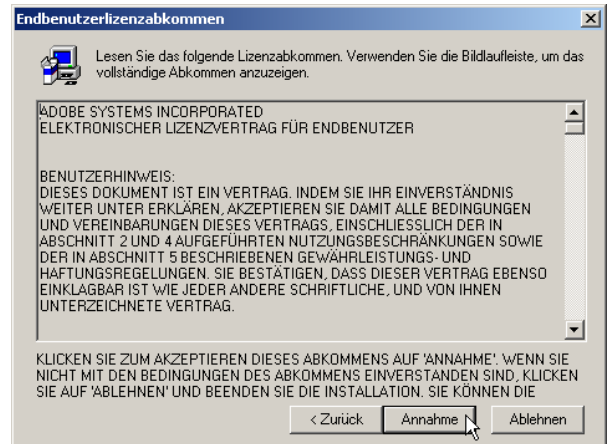 Endbenutzerlizenzabkommen
Lesen Sie das folgende Lizenzabkommen. Verwenden Sie die Bildlaufleiste, um das
vollständige Abkommen anzuzeigen.
ADOBE SYSTEMS INCORPORATED
ELEKTRONISCHER LIZENZVERTRAG FÜR ENDBENUTZER
BENUTZERHINWEIS:
DIESES DOKUMENT IST EIN VERTRAG. INDEM SIE IHR EINVERSTÄNDNIS
WEITER UNTER ERKLÄREN, AKZEPTIEREN SIE DAMIT ALLE BEDINGUNGEN
UND VEREINBARUNGEN DIESES VERTRAGS, EINSCHLIESSLICH DER IN
ABSCHNITT 2 UND 4 AUFGEFÜHRTEN NUTZUNGSBESCHRÄNKUNGEN SOWIE
DER IN ABSCHNITT 5 BESCHRIEBENEN GEWÄHRLEISTUNGS- UND
HAFTUNGSREGELUNGEN. SIE BESTÄTIGEN, DASS DIESER VERTRAG EBENSO
EINKLAGBAR IST WIE JEDER ANDERE SCHRIFTLICHE, UND VON IHNEN
UNTERZEICHNETE VERTRAG.
KLICKEN SIE ZUM AKZEPTIEREN DIESES ABKOMMENS AUF 'ANNAHME'. WENN SIE
NICHT MIT DEN BEDINGUNGEN DES ABKOMMENS EINVERSTANDEN SIND, KLICKEN
SIE AUF 'ABLEHNEN' UND BEENDEN SIE DIE INSTALLATION. SIE KÖNNEN DIE
< Zurück Annahme Ablehnen